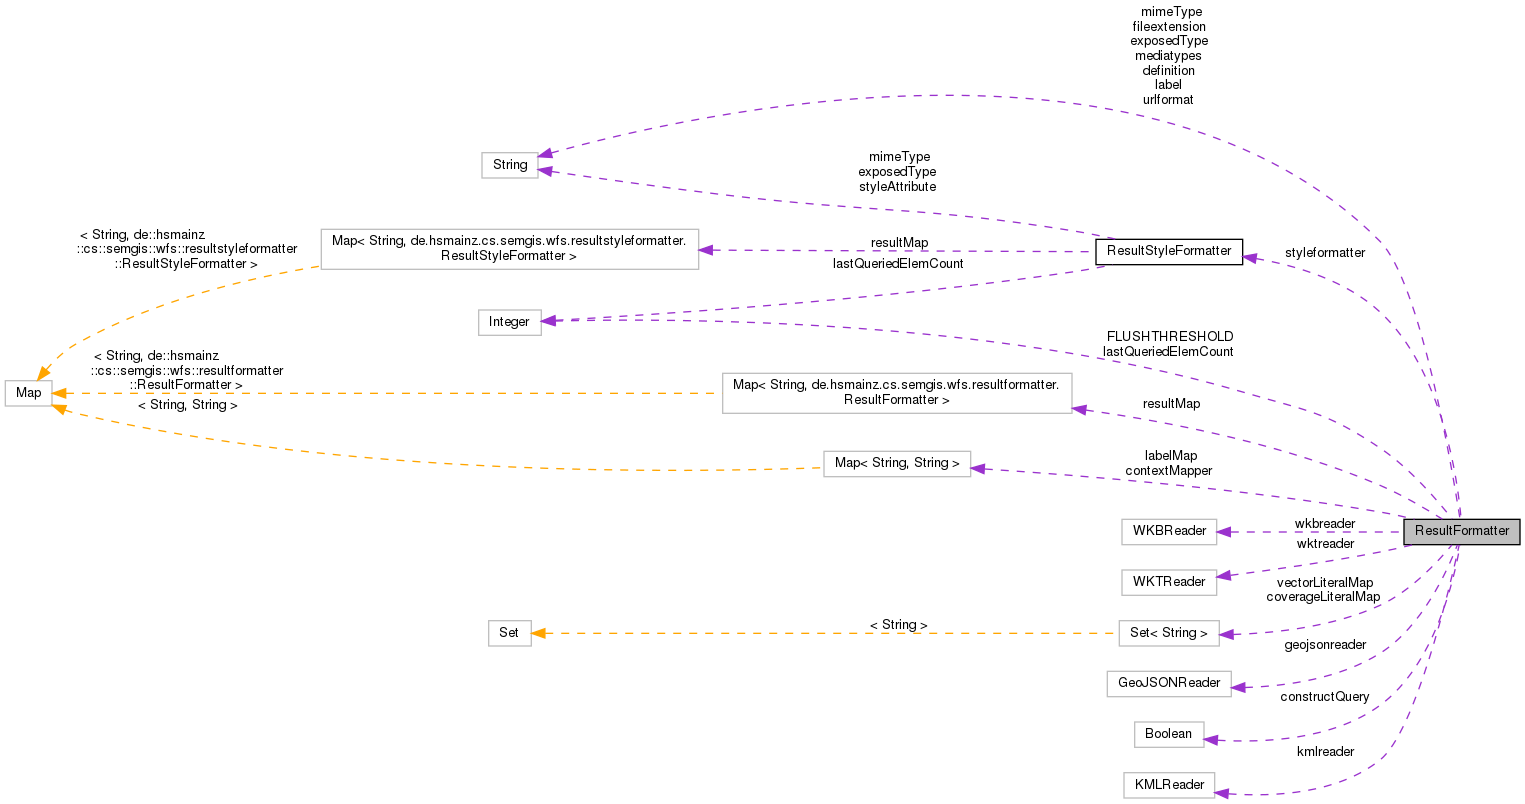 mimeType
fileextension
exposedType
mediatypes
definition
label
urlformat
String
mimeType
exposedType
styleAttribute
< String, de::hsmainz
::cs::semgis::wfs::resultstyleformatter
::ResultStyleFormatter >
Map< String, de.hsmainz.cs.semgis.wfs.resultstyleformatter.
ResultStyleFormatter >
resultMap
lastQueriedElemCount
ResultStyleFormatter
styleformatter
Integer
FLUSHTHRESHOLD
lastQueriedElemCount
< String, de::hsmainz
::cs::semgis::wfs::resultformatter
::ResultFormatter >
Map
< String, String >
Map< String, de.hsmainz.cs.semgis.wfs.resultformatter.
ResultFormatter >
resultMap
Map< String, String >
labelMap
contextMapper
WKBReader
wkbreader
ResultFormatter
wktreader
WKTReader
vectorLiteralMap
coverageLiteralMap
Set
< String >
Set< String >
geojsonreader
GeoJSONReader
constructQuery
Boolean
kmlreader
KMLReader